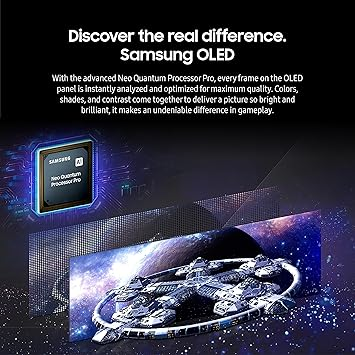 Discover the real difference.
Samsung OLED
With the advanced Neo Quantum Processor Pro, every frame on the OLED
panel is instantly analyzed and optimized for maximum quality. Colors,
shades, and contrast come together to deliver a picture so bright and
brilliant, it makes an undeniable difference in gameplay.
SAMSUNG
AI
Neo Quantum
Processor Pro